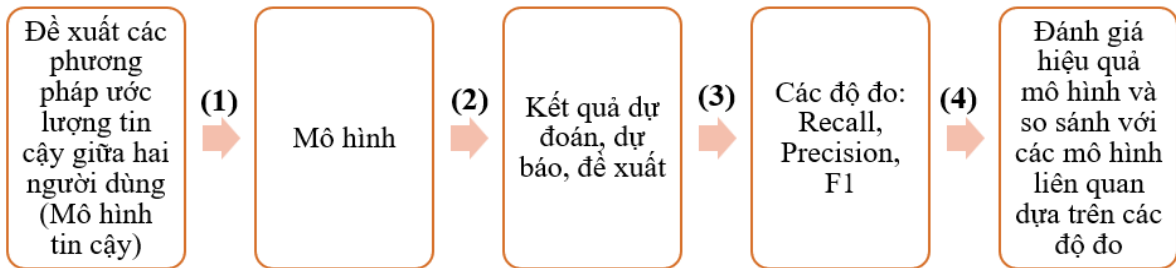 Đề xuất các
phương
pháp ước
lượng tin
cậy giữa hai
người dùng
(Mô hình
tin cậy)
(1)
Mô hình
(2)
Kết quả dự
đoán, dự
báo, đề xuất
(3)
Các độ đo:
Recall,
Precision,
F1
(4)
Đánh giá
hiệu quả
mô hình và
so sánh với
các mô hình
liên quan
dựa trên các
độ đo